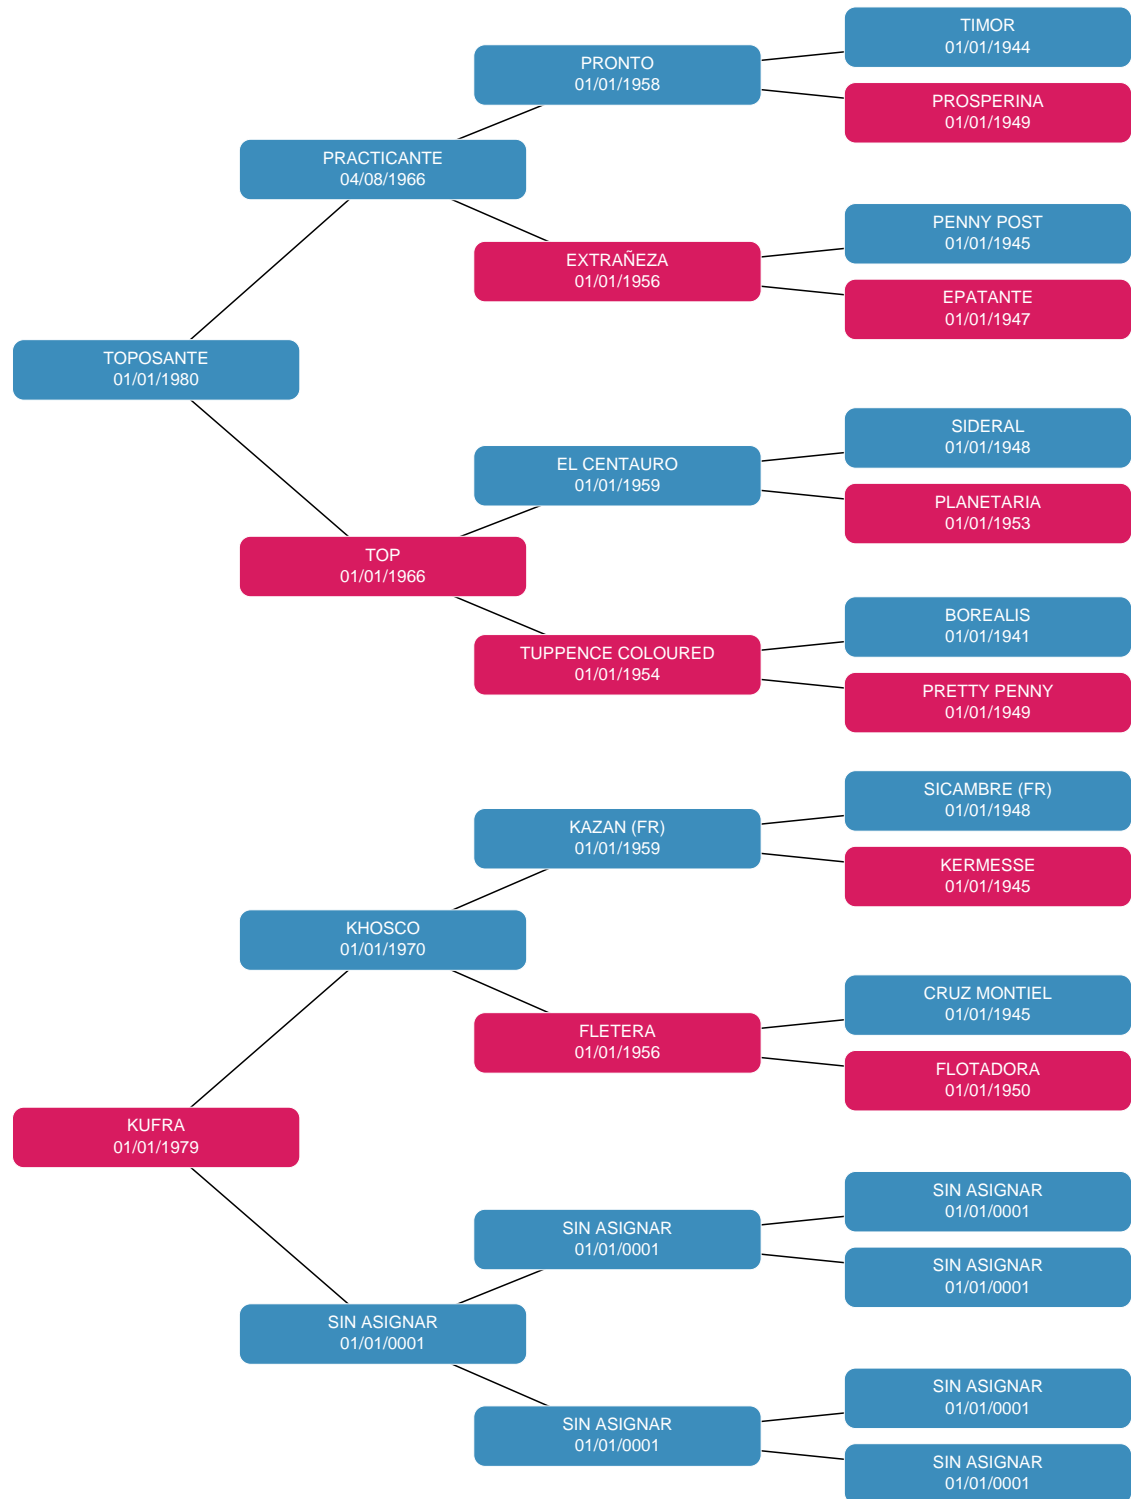 TIMOR
01/01/1944
PRONTO
01/01/1958
PROSPERINA
01/01/1949
PRACTICANTE
04/08/1966
PENNY POST
01/01/1945
EXTRAÑEZA
01/01/1956
EPATANTE
01/01/1947
TOPOSANTE
01/01/1980
SIDERAL
01/01/1948
EL CENTAURO
01/01/1959
PLANETARIA
01/01/1953
TOP
01/01/1966
BOREALIS
01/01/1941
TUPPENCE COLOURED
01/01/1954
PRETTY PENNY
01/01/1949
SICAMBRE (FR)
01/01/1948
KAZAN (FR)
01/01/1959
KERMESSE
01/01/1945
KHOSCO
01/01/1970
CRUZ MONTIEL
01/01/1945
FLETERA
01/01/1956
FLOTADORA
01/01/1950
KUFRA
01/01/1979
SIN ASIGNAR
01/01/0001
SIN ASIGNAR
01/01/0001
SIN ASIGNAR
01/01/0001
SIN ASIGNAR
01/01/0001
SIN ASIGNAR
01/01/0001
SIN ASIGNAR
01/01/0001
SIN ASIGNAR
01/01/0001